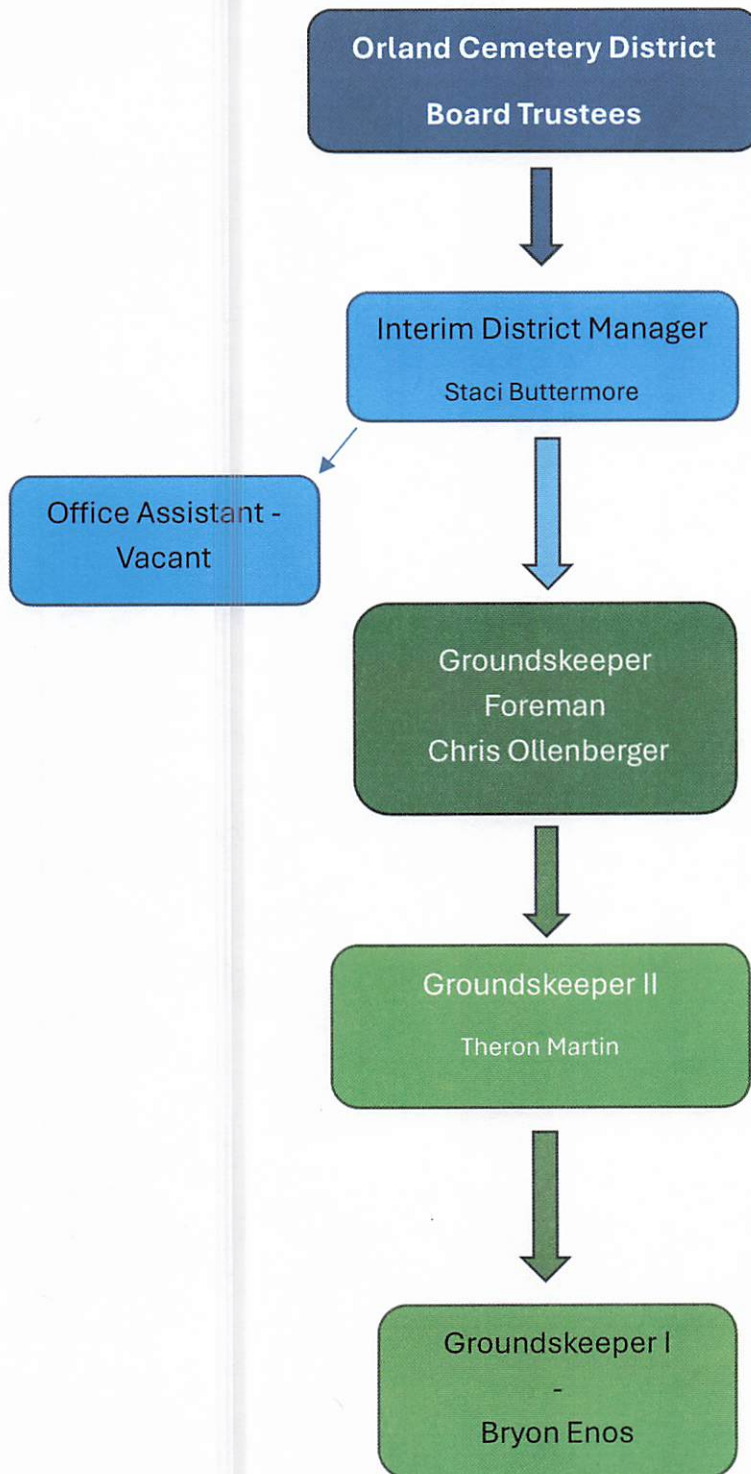 Orland Cemetery District
Board Trustees
Interim District Manager
Staci Buttermore
Office Assistant -
Vacant
Groundskeeper
Foreman
Chris Ollenberger
Groundskeeper II
Theron Martin
Groundskeeper I
-
Bryon Enos